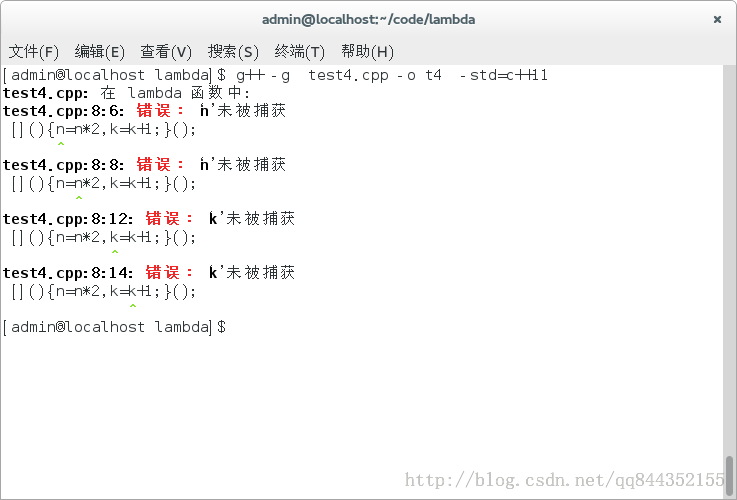 admin@localhost:~/code/lambda
文件(F) 编辑(E) 查看(V) 搜索(S) 终端(T) 帮助(H)
[admin@localhost lambda]$ g++ -g  test4.cpp -o t4  -std=c++11
test4.cpp: 在 lambda 函数中:
test4.cpp:8:6: 错误： ‘n’未被捕获
 [](){n=n*2,k=k+1;}();
      ^
test4.cpp:8:8: 错误： ‘n’未被捕获
 [](){n=n*2,k=k+1;}();
        ^
test4.cpp:8:12: 错误： ‘k’未被捕获
 [](){n=n*2,k=k+1;}();
            ^
test4.cpp:8:14: 错误： ‘k’未被捕获
 [](){n=n*2,k=k+1;}();
              ^
[admin@localhost lambda]$
http://blog.csdn.net/qq844352155